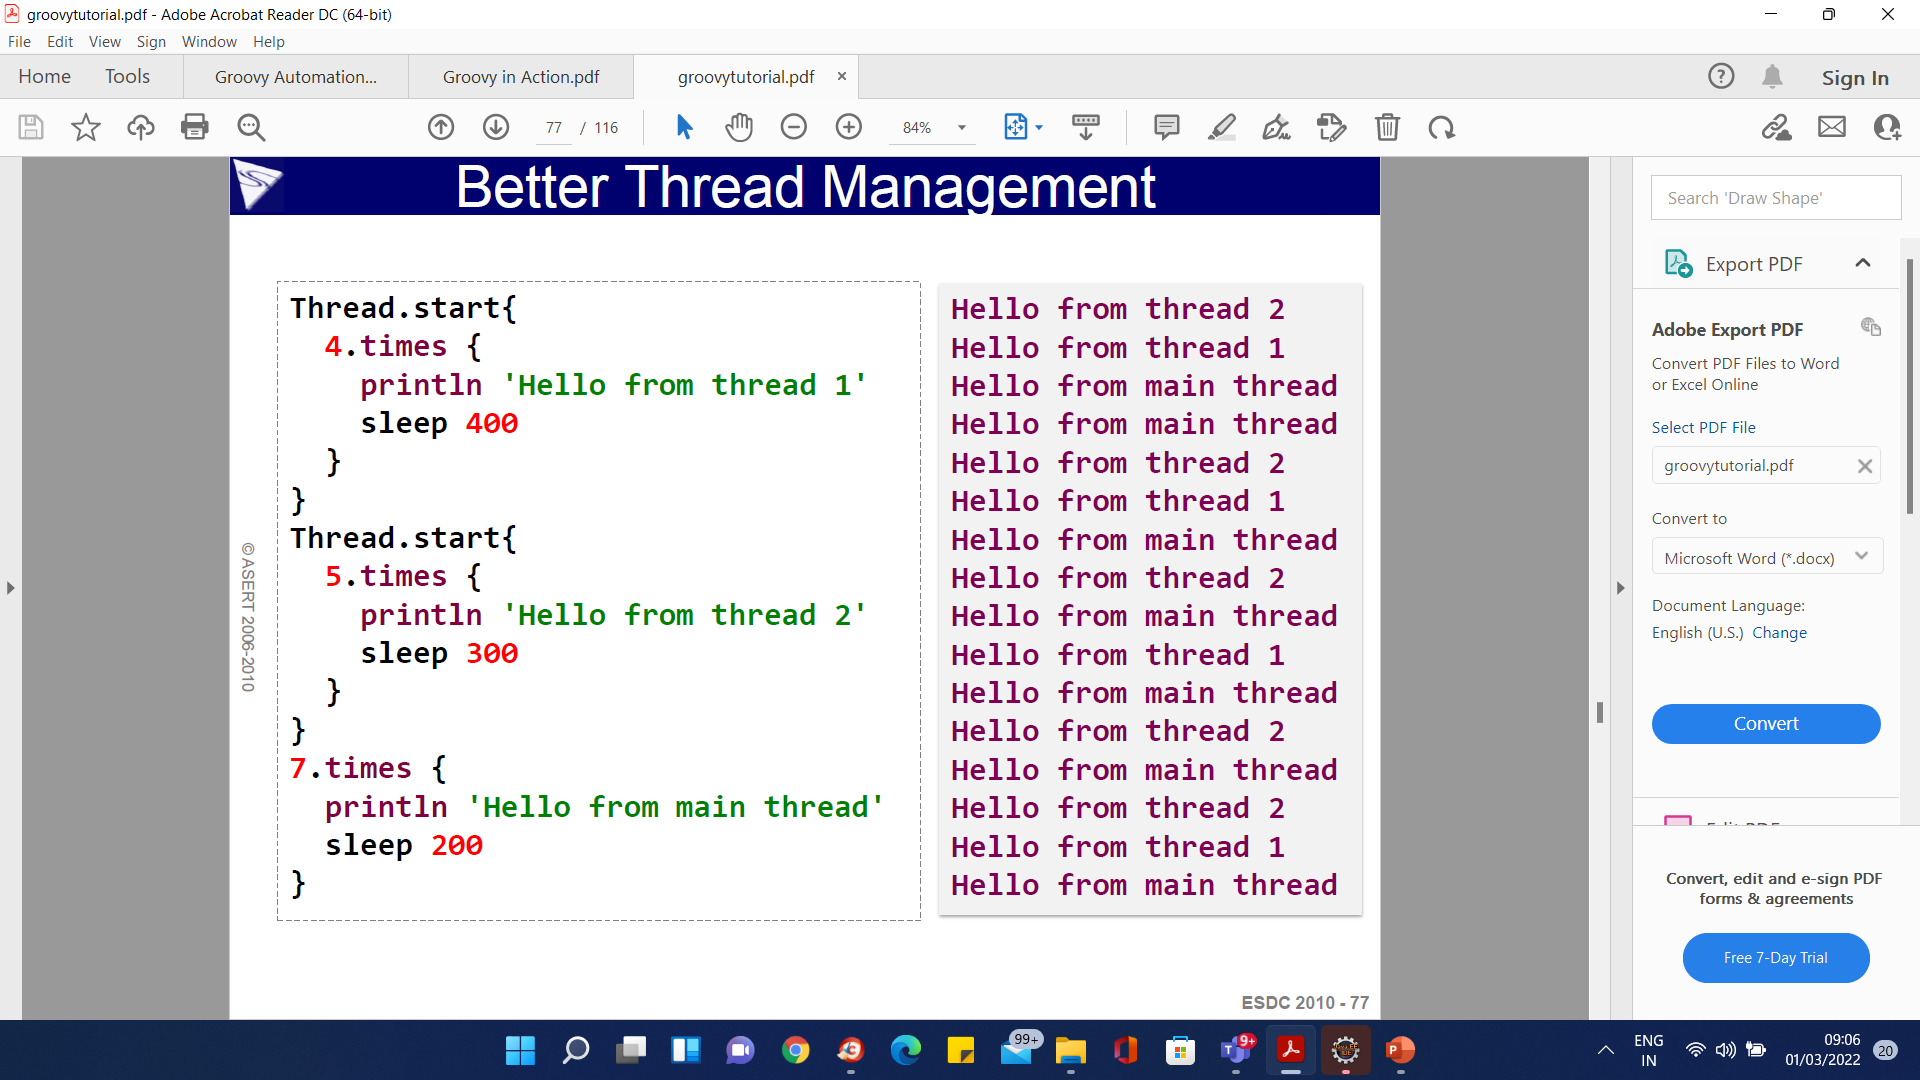 groovytutorial.pdf - Adobe Acrobat Reader DC (64-bit)
File Edit View Sign Window Help
Home Tools Groovy Automation... Groovy in Action.pdf groovytutorial.pdf Sign In
77 / 116 84%
Better Thread Management
Thread.start{
4.times {
println 'Hello from thread 1'
sleep 400
}
}
Thread.start{
5.times {
println 'Hello from thread 2'
sleep 300
}
}
7.times {
println 'Hello from main thread'
sleep 200
}
Hello from thread 2
Hello from thread 1
Hello from main thread
Hello from main thread
Hello from thread 2
Hello from thread 1
Hello from main thread
Hello from thread 2
Hello from main thread
Hello from thread 1
Hello from main thread
Hello from thread 2
Hello from main thread
Hello from thread 2
Hello from thread 1
Hello from main thread
© ASERT 2006-2010
ESDC 2010 - 77
Search 'Draw Shape'
Export PDF
Adobe Export PDF
Convert PDF Files to Word
or Excel Online
Select PDF File
groovytutorial.pdf
Convert to
Microsoft Word (*.docx)
Document Language:
English (U.S.) Change
Convert
Convert, edit and e-sign PDF
forms & agreements
Free 7-Day Trial
99+
9+
ENG
IN
09:06
01/03/2022
20